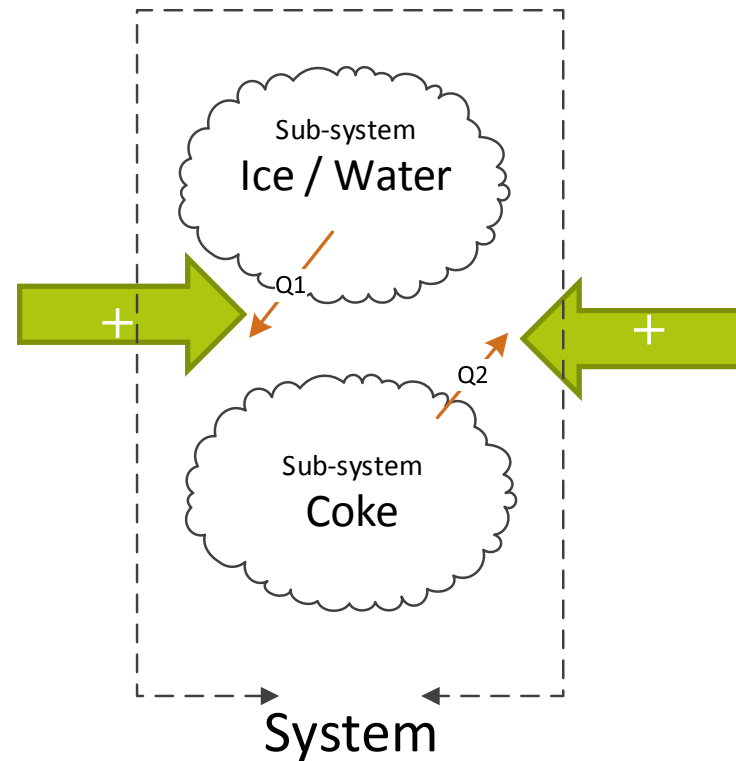 Sub-system
Ice / Water
Q1
+
+
Q2
Sub-system
Coke
System